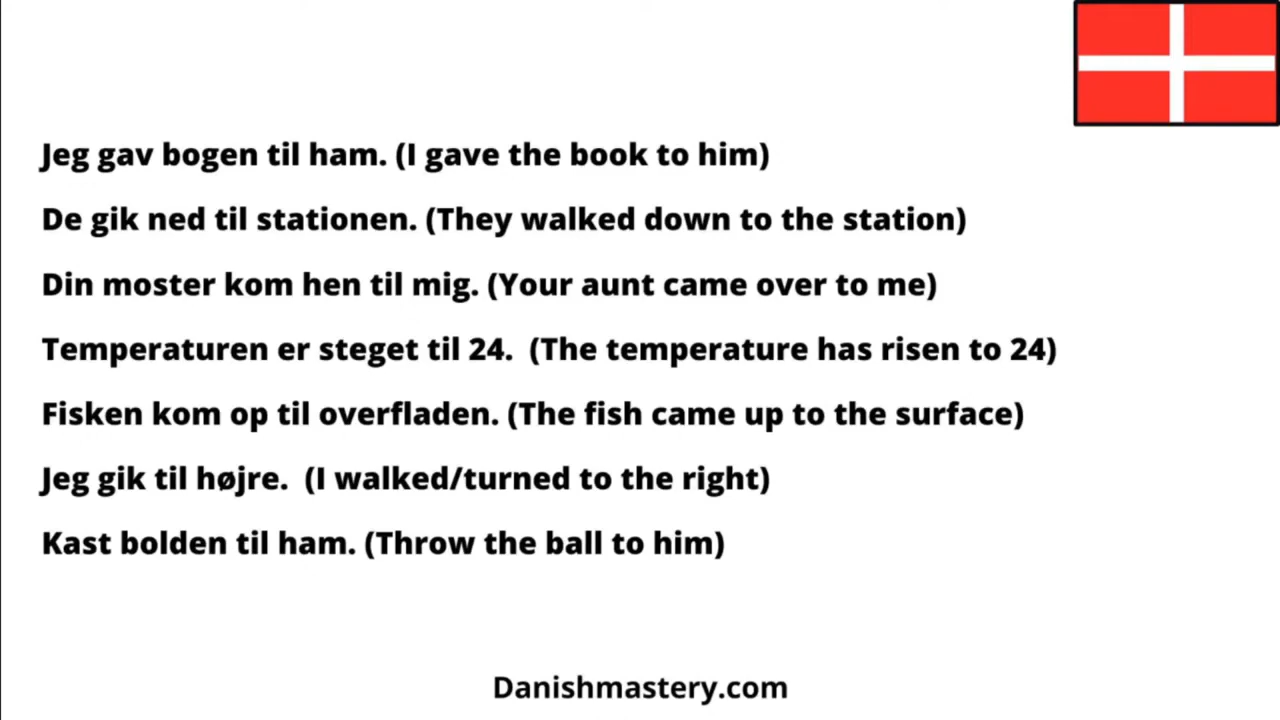 Jeg gav bogen til ham. (I gave the book to him)
De gik ned til stationen. (They walked down to the station)
Din moster kom hen til mig. (Your aunt came over to me)
Temperaturen er steget til 24. (The temperature has risen to 24)
Fisken kom op til overfladen. (The fish came up to the surface)
Jeg gik til højre. (I walked/turned to the right)
Kast bolden til ham. (Throw the ball to him)
Danishmastery.com